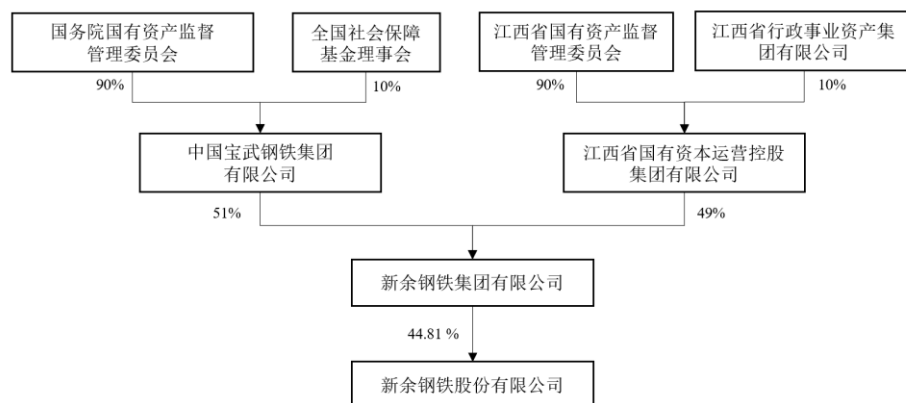 国务院国有资产监督
管理委员会
全国社会保障
基金理事会
江西省国有资产监督
管理委员会
江西省行政事业资产集
团有限公司
90%
10%
90%
10%
中国宝武钢铁集团
有限公司
江西省国有资本运营控股
集团有限公司
51%
49%
新余钢铁集团有限公司
44.81 %
新余钢铁股份有限公司